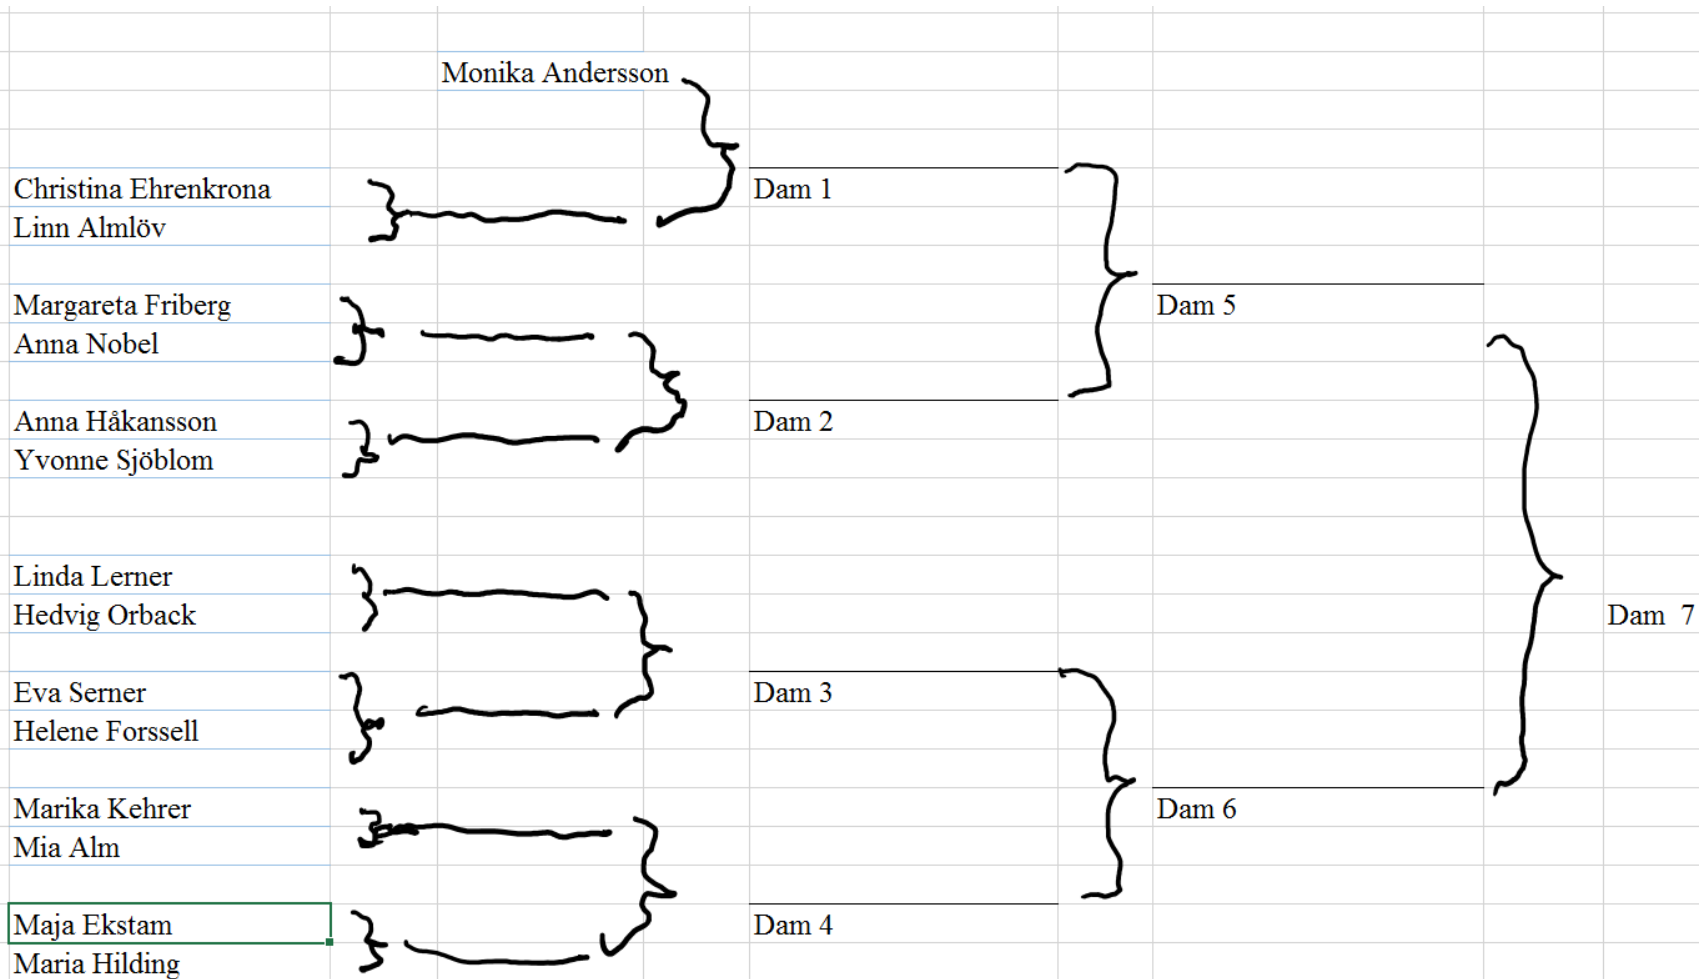 Monika Andersson
Christina Ehrenkrona
Dam 1
Linn Almlöv
Margareta Friberg
Dam 5
Anna Nobel
Anna Håkansson
Dam 2
Yvonne Sjöblom
Linda Lerner
Hedvig Orback
Dam 7
Eva Serner
Dam 3
Helene Forssell
Marika Kehrer
Dam 6
Mia Alm
Maja Ekstam
Dam 4
Maria Hilding